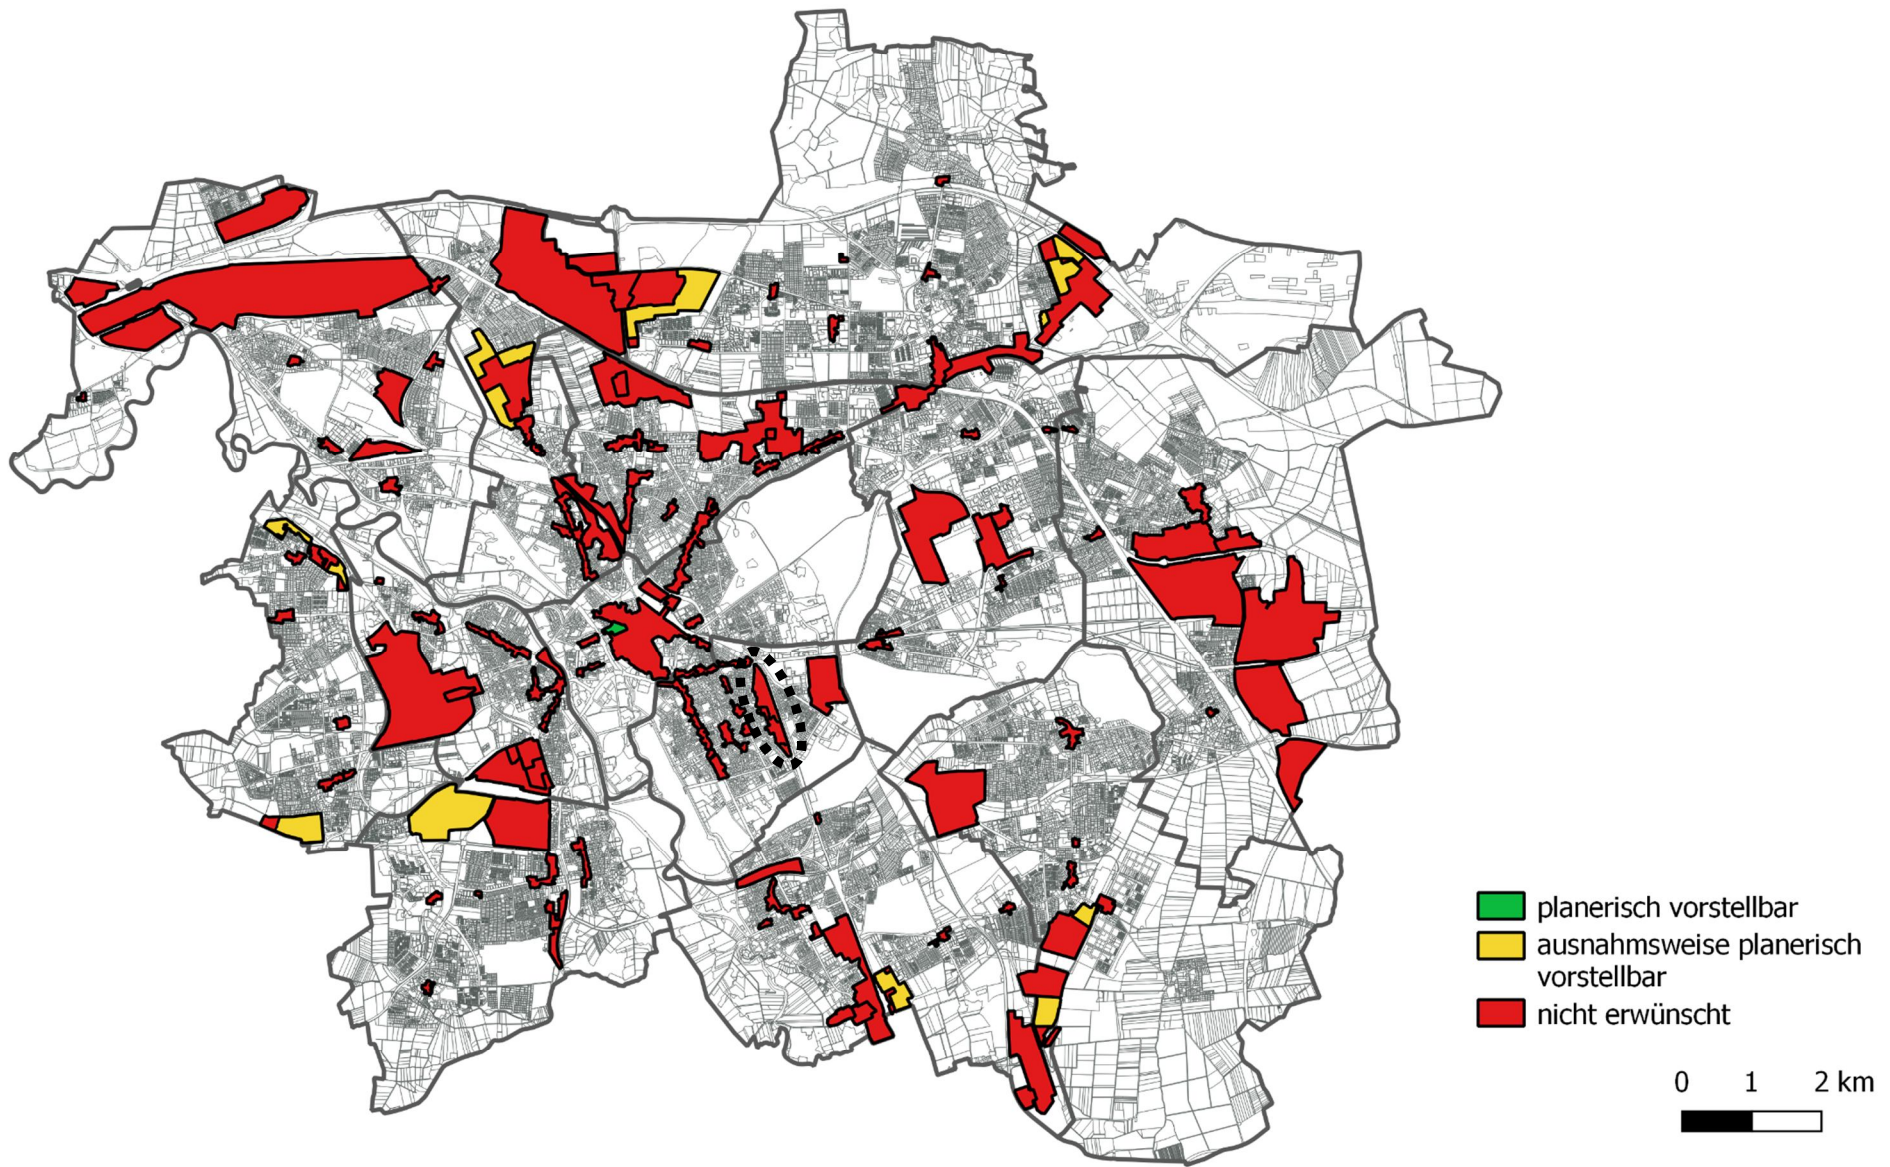 planerisch vorstellbar
ausnahmsweise planerisch
vorstellbar
nicht erwünscht
0 1 2 km